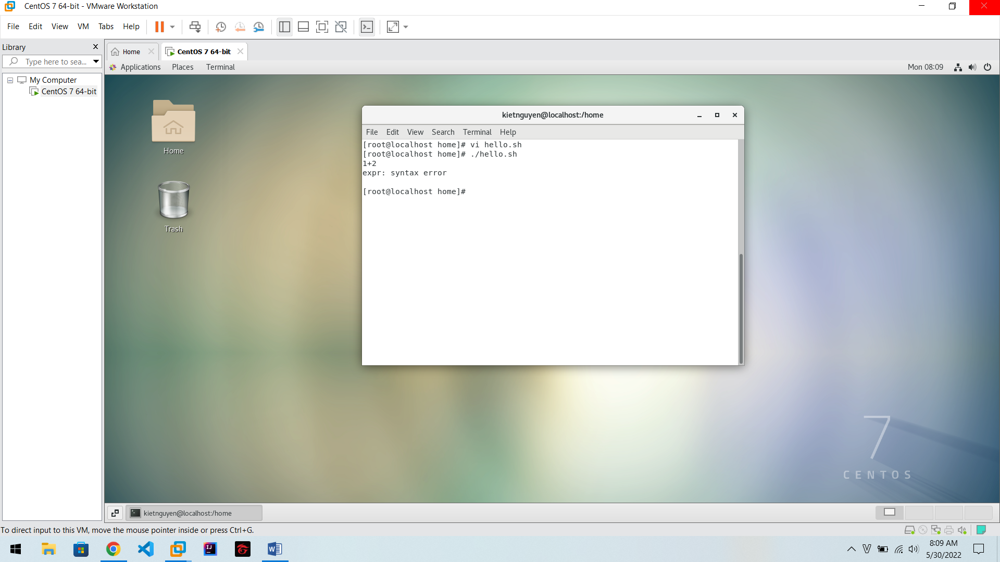 CentOS 7 64-bit - VMware Workstation
File Edit View VM Tabs Help
Library
Type here to sea...
My Computer
CentOS 7 64-bit
Home
CentOS 7 64-bit
Applications Places Terminal
Mon 08:09
Home
Trash
kietnguyen@localhost:/home
File Edit View Search Terminal Help
[root@localhost home]# vi hello.sh
[root@localhost home]# ./hello.sh
1+2
expr: syntax error
[root@localhost home]#
7
CENTOS
kietnguyen@localhost:/home
To direct input to this VM, move the mouse pointer inside or press Ctrl+G.
IJ
W
V
8:09 AM
5/30/2022